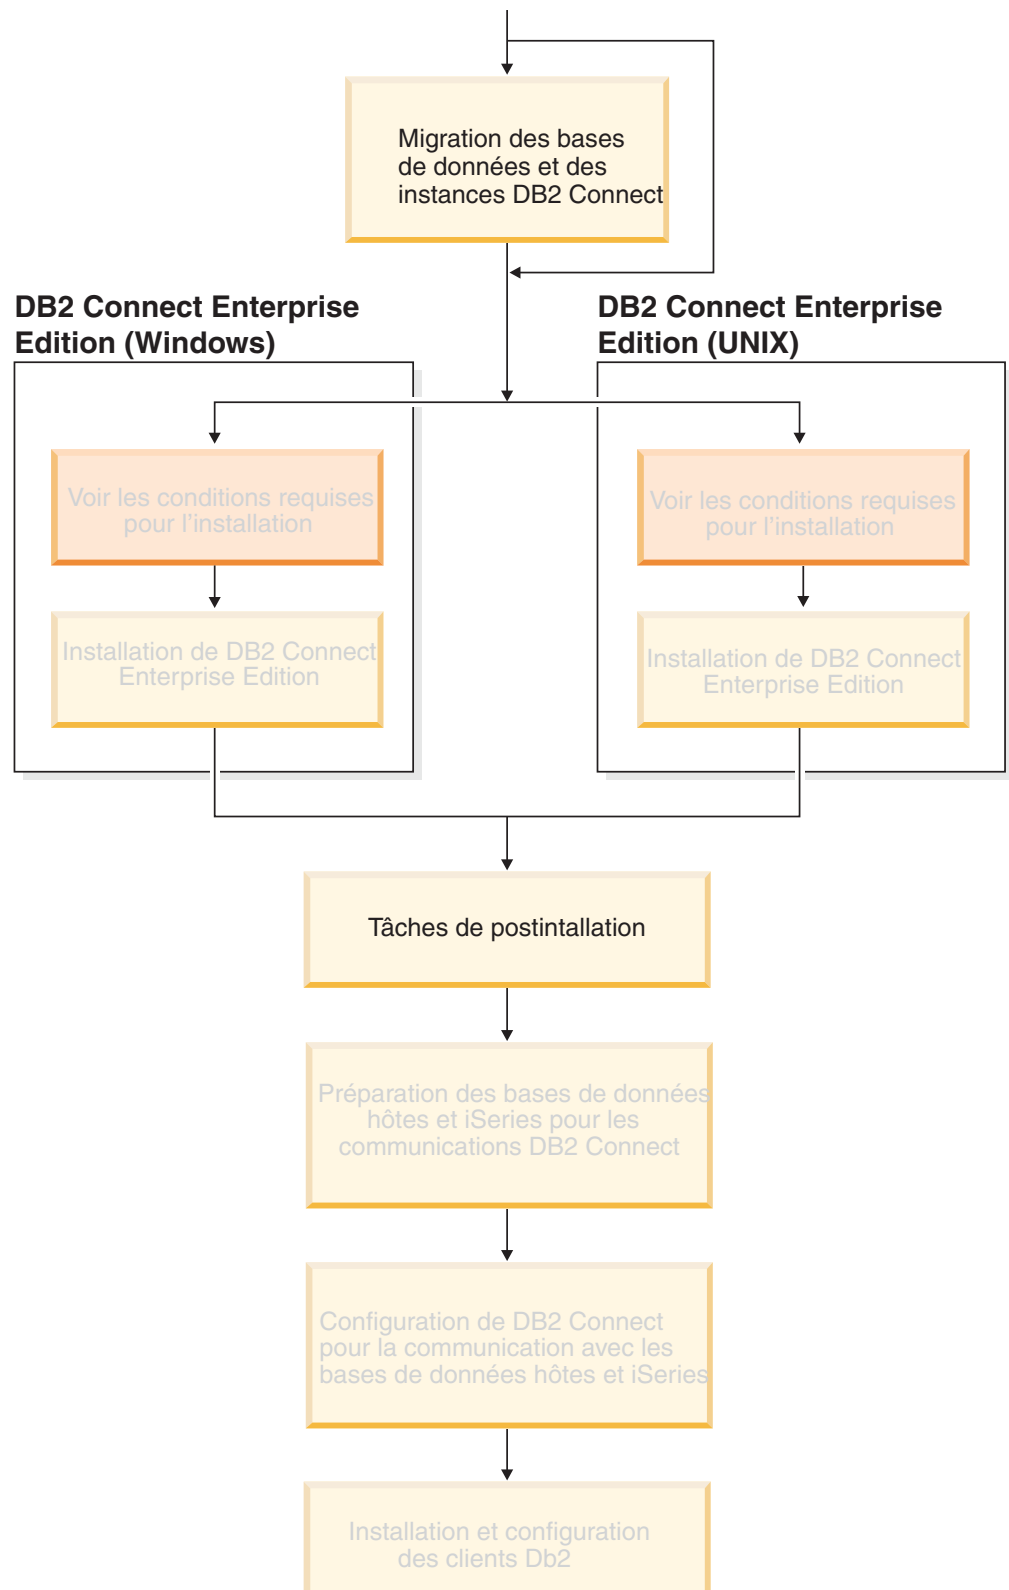 Migration des bases
de données et des
instances DB2 Connect
DB2 Connect Enterprise
Edition (Windows)
DB2 Connect Enterprise
Edition (UNIX)
Voir les conditions requises
pour l'installation
Voir les conditions requises
pour l'installation
Installation de DB2 Connect
Enterprise Edition
Installation de DB2 Connect
Enterprise Edition
Tâches de postintallation
Préparation des bases de données
hôtes et iSeries pour les
communications DB2 Connect
Configuration de DB2 Connect
pour la communication avec les
bases de données hôtes et iSeries
Installation et configuration
des clients Db2